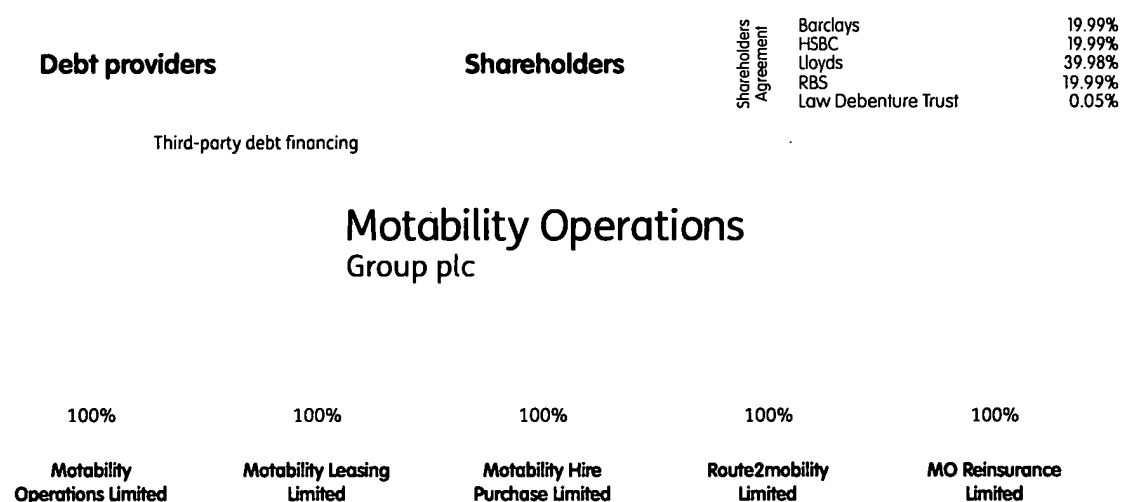 Debt providers
Shareholders
Shareholders
Agreement
Barclays 19.99%
HSBC 19.99%
Lloyds 39.98%
RBS 19.99%
Law Debenture Trust 0.05%
Third-party debt financing
Motability Operations
Group plc
100% 100% 100% 100% 100%
Motability
Operations Limited
Motability Leasing
Limited
Motability Hire
Purchase Limited
Route2mobility
Limited
MO Reinsurance
Limited